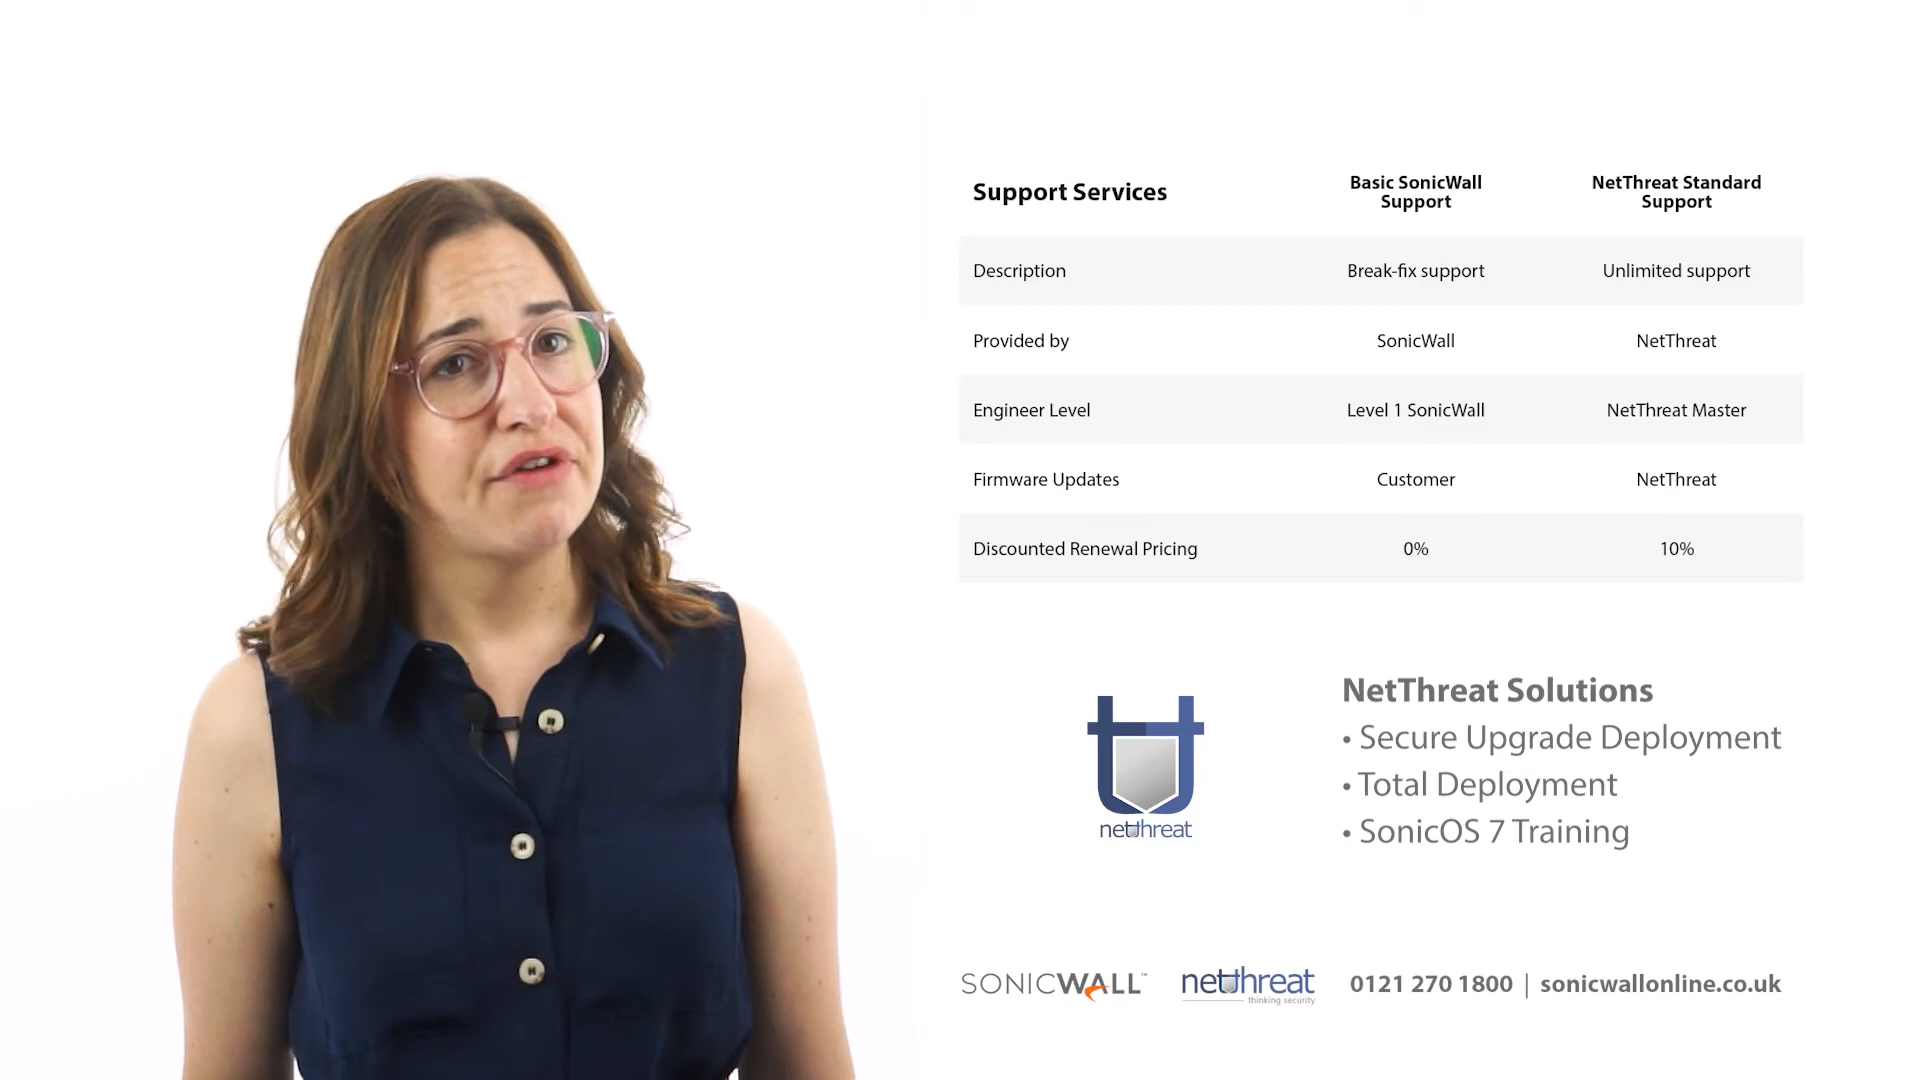 Support Services
Basic SonicWall
Support
NetThreat Standard
Support
Description Break-fix support Unlimited support
Provided by SonicWall NetThreat
Engineer Level Level 1 SonicWall NetThreat Master
Firmware Updates Customer NetThreat
Discounted Renewal Pricing 0% 10%
netthreat
NetThreat Solutions
• Secure Upgrade Deployment
• Total Deployment
• SonicOS 7 Training
SONICWALL™
netthreat
thinking security
0121 270 1800 | sonicwallonline.co.uk